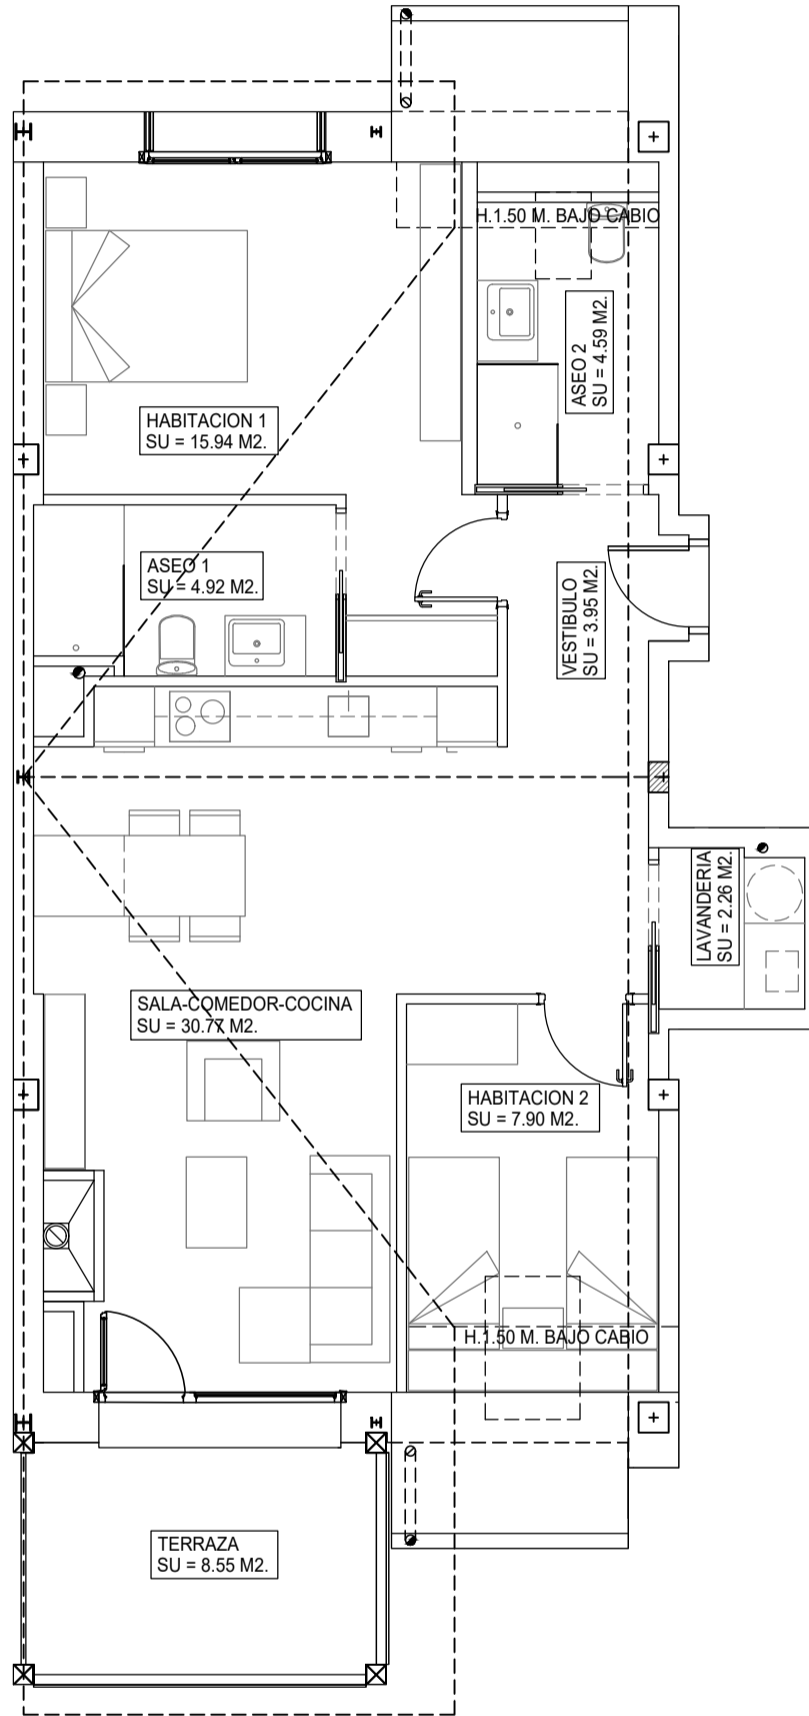 H.1.50 M. BAJO CABIO
ASEO 2
SU = 4.59 M2.
HABITACION 1
SU = 15.94 M2.
ASEO 1
SU = 4.92 M2.
VESTIBULO
SU = 3.95 M2.
LAVANDERIA
SU = 2.26 M2.
SALA-COMEDOR-COCINA
SU = 30.77 M2.
HABITACION 2
SU = 7.90 M2.
H.1.50 M. BAJO CABIO
TERRAZA
SU = 8.55 M2.